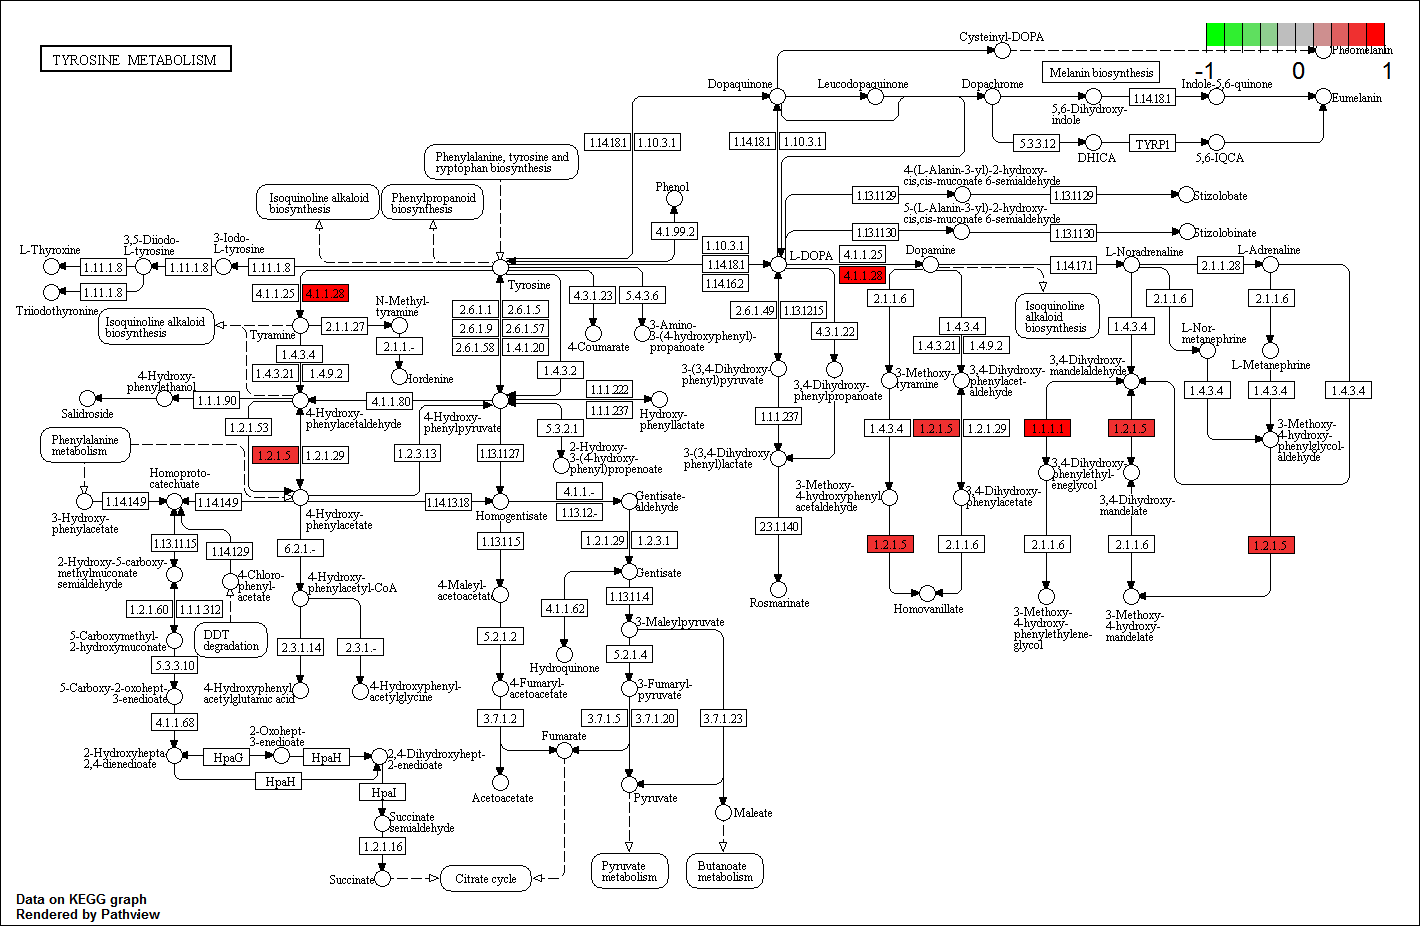 TYROSINE METABOLISM
Cysteinyl-DOPA
Pheomelanin
-1
0
1
Melanin biosynthesis
Dopaquinone
Leucodopaquinone
Dopachrome
Indole-5,6-quinone
Eumelanin
5,6-Dihydroxy-
indole
1.14.18.1
1.14.18.1
1.10.3.1
1.14.18.1
1.10.3.1
5.3.3.12
DHICA
TYRP1
5,6-IQCA
Phenylalanine, tyrosine and
ryptophan biosynthesis
Isoquinoline alkaloid
biosynthesis
Phenylpropanoid
biosynthesis
Phenol
4.1.99.2
4-(L-Alanin-3-yl)-2-hydroxy-
cis,cis-muconate 6-semialdehyde
1.13.11.29
1.13.11.29
Stizolobate
5-(L-Alanin-3-yl)-2-hydroxy-
cis,cis-muconate 6-semialdehyde
1.13.11.30
1.13.11.30
Stizolobinate
L-Thyroxine
3,5-Diiodo-
L-tyrosine
3-Iodo-
L-tyrosine
1.11.1.8
1.11.1.8
1.11.1.8
1.11.1.8
Triiodothyronine
Tyrosine
1.10.3.1
1.14.18.1
1.14.16.2
L-DOPA
4.1.1.25
4.1.1.28
Dopamine
1.14.17.1
L-Noradrenaline
2.1.1.28
L-Adrenaline
4.1.1.25
4.1.1.28
Isoquinoline alkaloid
biosynthesis
Tyramine
2.1.1.27
N-Methyl-
tyramine
2.1.1.-
Hordenine
2.6.1.1
2.6.1.5
2.6.1.9
2.6.1.57
2.6.1.58
1.4.1.20
1.4.3.2
4.3.1.23
5.4.3.6
4-Coumarate
3-Amino-
3-(4-hydroxyphenyl)-
propanoate
2.6.1.49
1.13.12.15
4.3.1.22
2.1.1.6
1.4.3.4
1.4.3.21
1.4.9.2
Isoquinoline
alkaloid
biosynthesis
1.4.3.4
2.1.1.6
2.1.1.6
L-Nor-
metanephrine
L-Metanephrine
1.4.3.4
1.4.3.4
1.4.3.4
1.4.3.4
1.4.3.21
1.4.9.2
4-Hydroxy-
phenylethanol
Salidroside
1.1.1.90
4-Hydroxy-
phenylacetaldehyde
4.1.1.80
4-Hydroxy-
phenylpyruvate
1.1.1.222
1.1.1.237
Hydroxy-
phenyllactate
5.3.2.1
2-Hydroxy-
3-(4-hydroxy-
phenyl)propenoate
3-(3,4-Dihydroxy-
phenyl)pyruvate
3,4-Dihydroxy-
phenylpropanoate
3-Methoxy-
tyramine
3,4-Dihydroxy-
phenylacet-
aldehyde
3,4-Dihydroxy-
mandelaldehyde
1.1.1.237
1.4.3.4
1.2.1.5
1.2.1.29
1.1.1.1
1.2.1.5
3-Methoxy-
4-hydroxy-
phenylglycol-
aldehyde
Phenylalanine
metabolism
1.2.1.53
1.2.1.5
1.2.1.29
1.2.3.13
1.13.11.27
3-(3,4-Dihydroxy-
phenyl)lactate
3-Methoxy-
4-hydroxyphenyl
acetaldehyde
3,4-Dihydroxy-
phenylacetate
3,4-Dihydroxy-
phenylethyl-
eneglycol
3,4-Dihydroxy-
mandelate
Homoproto-
catechuate
1.14.14.9
1.14.14.9
3-Hydroxy-
phenylacetate
4-Hydroxy-
phenylacetate
1.14.13.18
Homogentisate
4.1.1.-
1.13.12.-
Gentisate-
aldehyde
2.3.1.140
1.2.1.5
2.1.1.6
2.1.1.6
2.1.1.6
1.2.1.5
1.13.11.15
1.14.12.9
6.2.1.-
1.13.11.5
1.2.1.29
1.2.3.1
2-Hydroxy-5-carboxy-
methylmuconate
semialdehyde
4-Chloro-
phenyl-
acetate
4-Hydroxy-
phenylacetyl-CoA
4-Maleyl-
acetoacetate
Gentisate
1.13.11.4
4.1.1.62
Rosmarinate
Homovanillate
3-Methoxy-
4-hydroxy-
phenylethylene-
glycol
3-Methoxy-
4-hydroxy-
mandelate
1.2.1.60
1.1.1.312
DDT
degradation
5-Carboxymethyl-
2-hydroxymuconate
5.3.3.10
2.3.1.14
2.3.1.-
5.2.1.2
Hydroquinone
3-Maleylpyruvate
5.2.1.4
5-Carboxy-2-oxohept-
3-enedioate
4-Hydroxyphenyl
acetylglutamic acid
4-Hydroxyphenyl-
acetylglycine
4-Fumaryl-
acetoacetate
3-Fumaryl-
pyruvate
4.1.1.68
3.7.1.2
3.7.1.5
3.7.1.20
3.7.1.23
2-Hydroxyhepta
2,4-dienedioate
HpaG
2-Oxohept-
3-enedioate
HpaH
2,4-Dihydroxyhept-
2-enedioate
HpaH
HpaI
Fumarate
Acetoacetate
Pyruvate
Maleate
Succinate
semialdehyde
1.2.1.16
Succinate
Citrate cycle
Pyruvate
metabolism
Butanoate
metabolism
Data on KEGG graph
Rendered by Pathview